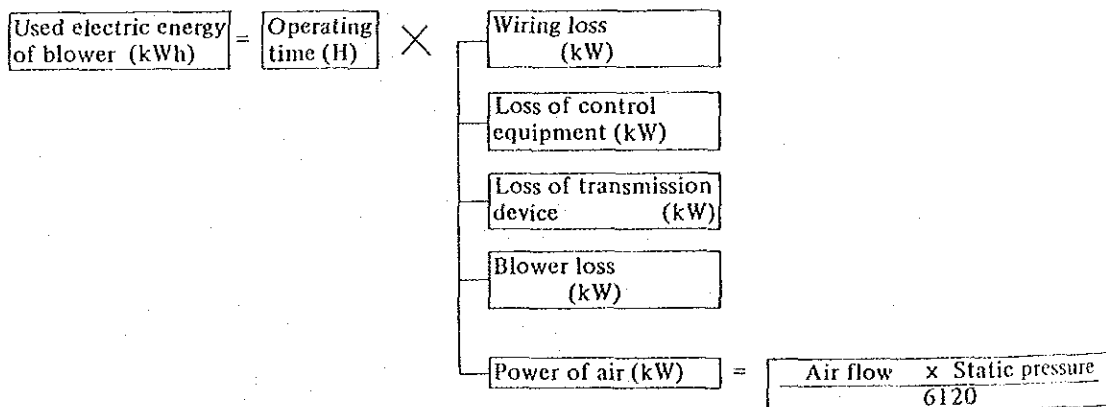 Used electric energy of blower (kWh) = Operating time (H) ×
Wiring loss
(kW)
Loss of control
equipment (kW)
Loss of transmission
device (kW)
Blower loss
(kW)
Power of air (kW) = Air flow x Static pressure
6120